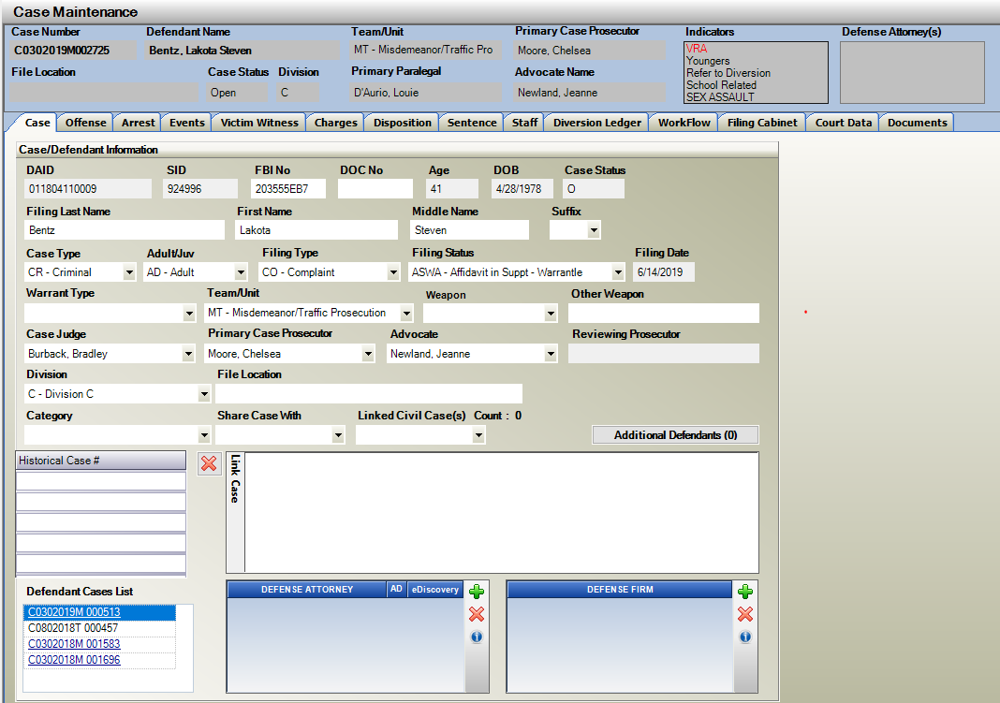 Case Maintenance
Case Number Defendant Name Team/Unit Primary Case Prosecutor Indicators Defense Attorney(s)
C0302019M002725 Bentz, Lakota Steven MT - Misdemeanor/Traffic Pro Moore, Chelsea VRA
Youngers
File Location Case Status Division Primary Paralegal Advocate Name Refer to Diversion
School Related
Open C D'Aurio, Louie Newland, Jeanne SEX ASSAULT
Case Offense Arrest Events Victim Witness Charges Disposition Sentence Staff Diversion Ledger WorkFlow Filing Cabinet Court Data Documents
Case/Defendant Information
DAID SID FBI No DOC No Age DOB Case Status
011804110009 924996 203555EB7 41 4/28/1978 O
Filing Last Name First Name Middle Name Suffix
Bentz Lakota Steven
Case Type Adult/Juv Filing Type Filing Status Filing Date
CR - Criminal AD - Adult CO - Complaint ASWA - Affidavit in Suppt - Warrantle 6/14/2019
Warrant Type Team/Unit Weapon Other Weapon
MT - Misdemeanor/Traffic Prosecution
Case Judge Primary Case Prosecutor Advocate Reviewing Prosecutor
Burback, Bradley Moore, Chelsea Newland, Jeanne
Division File Location
C - Division C
Category Share Case With Linked Civil Case(s) Count : 0
Additional Defendants (0)
Historical Case #
Link Case
Defendant Cases List
C0302019M 000513
C0802018T 000457
C0302018M 001583
C0302018M 001696
DEFENSE ATTORNEY AD eDiscovery
DEFENSE FIRM